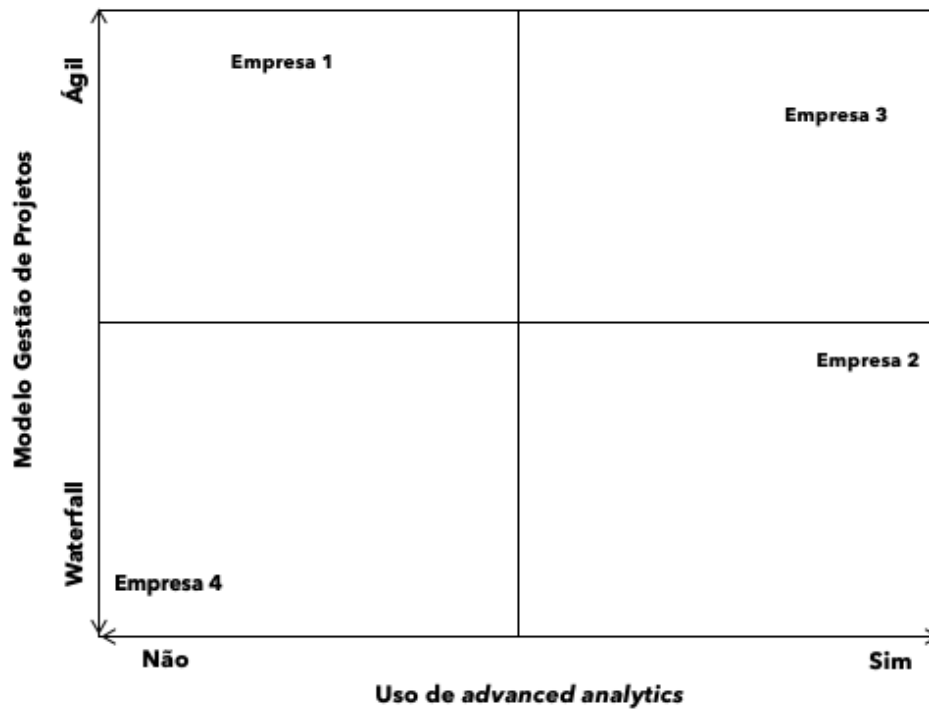 Modelo Gestão de Projetos
Ágil
Waterfall
Empresa 1
Empresa 3
Empresa 2
Empresa 4
Não
Sim
Uso de advanced analytics